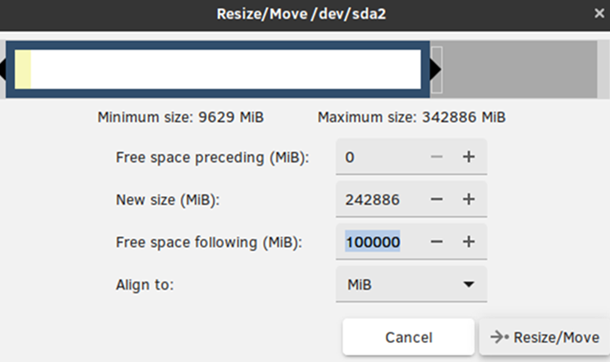 Resize/Move /dev/sda2
Minimum size: 9629 MiB Maximum size: 342886 MiB
Free space preceding (MiB): 0
New size (MiB): 242886
Free space following (MiB): 100000
Align to: MiB
Cancel Resize/Move